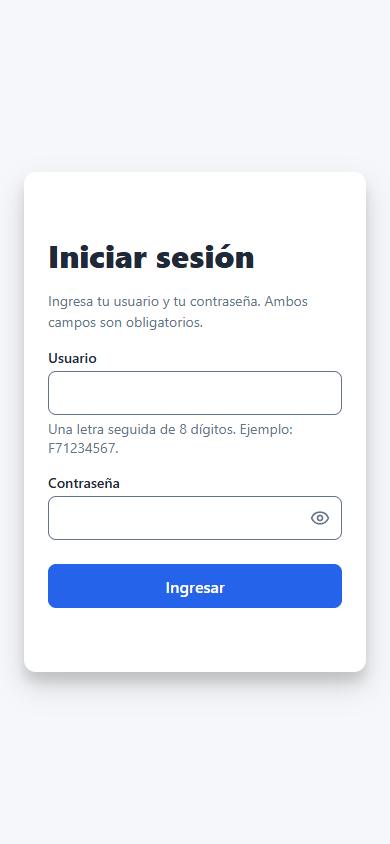 Iniciar sesión
Ingresa tu usuario y tu contraseña. Ambos
campos son obligatorios.
Usuario
Una letra seguida de 8 dígitos. Ejemplo:
F71234567.
Contraseña
Ingresar